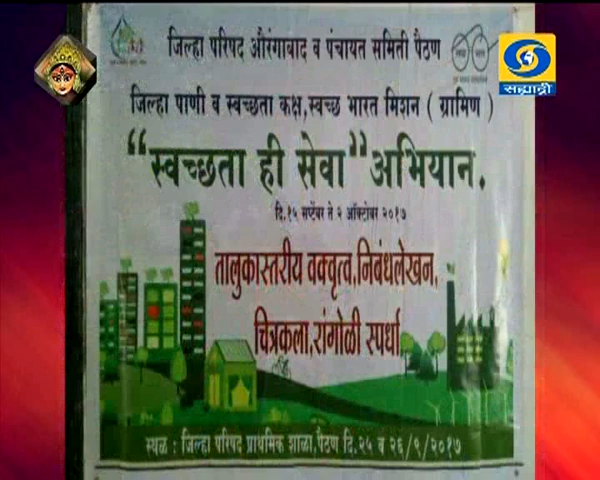 जिल्हा परिषद औरंगाबाद व पंचायत समिती पैठण
सह्याद्री
जिल्हा पाणी व स्वच्छता कक्ष,स्वच्छ भारत मिशन ( ग्रामिण )
"स्वच्छता ही सेवा" अभियान.
दि.१५ सप्टेंबर ते २ ऑक्टोबर २०१७
तालुकास्तरीय वक्वृत्व,निबंधलेखन,
चित्रकला,रांगोळी स्पर्धा
स्थळ : जिल्हा परिषद प्राथमिक शाळा,पैठण दि.२५ व २६/९/२०१७